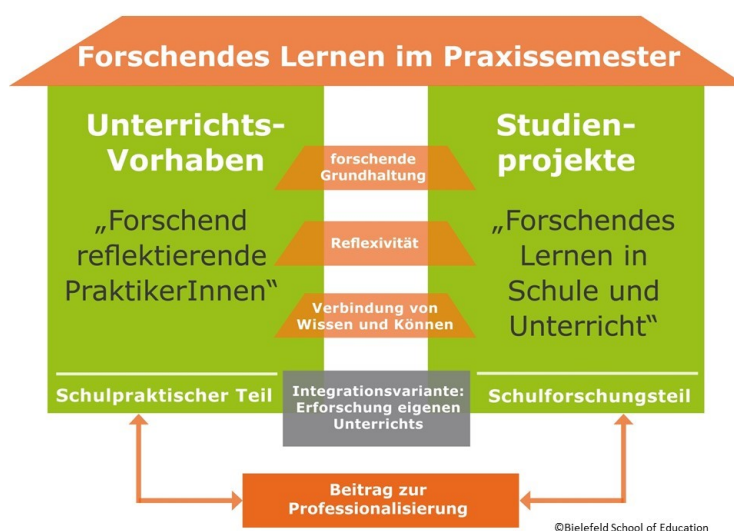 Forschendes Lernen im Praxissemester
Unterrichts-
Vorhaben
„Forschend
reflektierende
PraktikerInnen“
Schulpraktischer Teil
forschende
Grundhaltung
Reflexivität
Verbindung von
Wissen und Können
Integrationsvariante:
Erforschung eigenen
Unterrichts
Studien-
projekte
„Forschendes
Lernen in
Schule und
Unterricht“
Schulforschungsteil
Beitrag zur
Professionalisierung
©Bielefeld School of Education